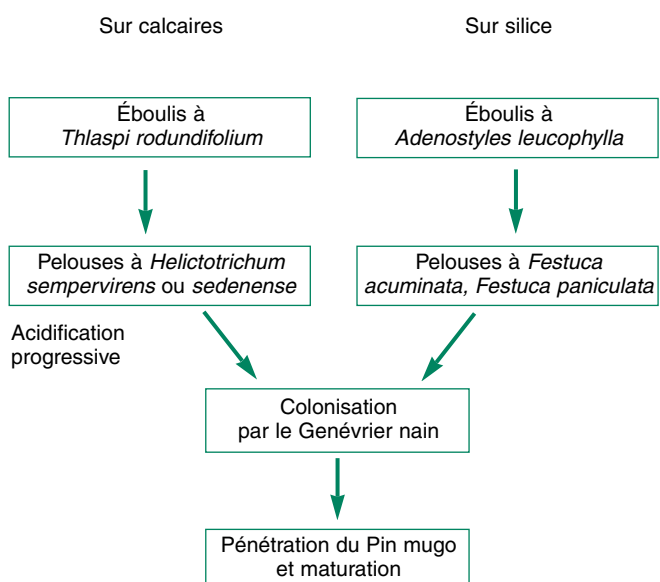 Sur calcaires
Sur silice
Éboulis à
Thlaspi rodundifolium
Éboulis à
Adenostyles leucophylla
Pelouses à Helictotrichum
sempervirens ou sedenense
Pelouses à Festuca
acuminata, Festuca paniculata
Acidification
progressive
Colonisation
par le Genévrier nain
Pénétration du Pin mugo
et maturation